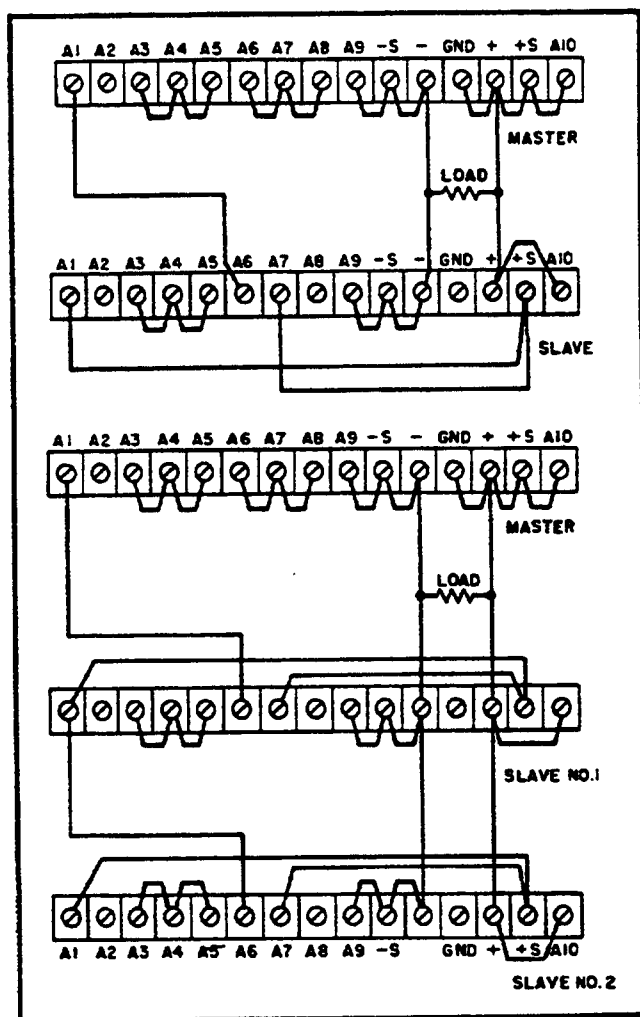 A1 A2 A3 A4 A5 A6 A7 A8 A9 -S - GND + +S A10
MASTER
LOAD
A1 A2 A3 A4 A5 A6 A7 A8 A9 -S - GND + +S A10
SLAVE
A1 A2 A3 A4 A5 A6 A7 A8 A9 -S - GND + +S A10
MASTER
LOAD
SLAVE NO.1
A1 A2 A3 A4 A5 A6 A7 A8 A9 -S GND + +S A10
SLAVE NO.2